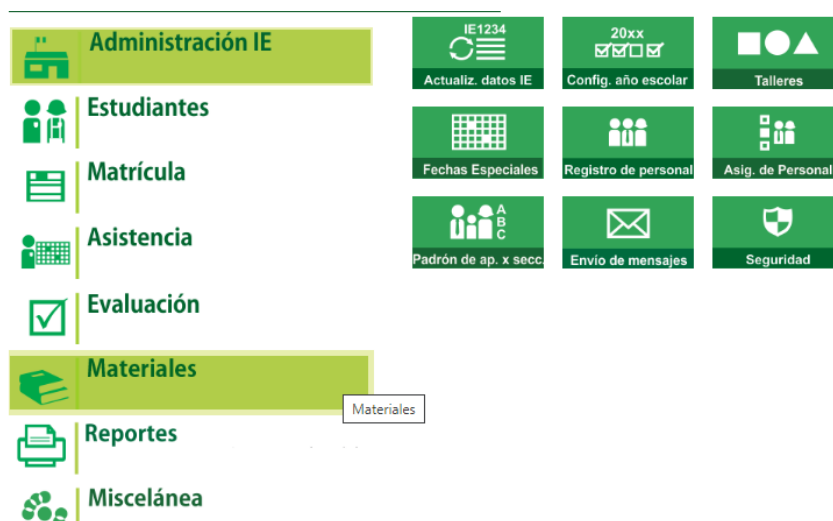 Administración IE
Estudiantes
Matrícula
Asistencia
Evaluación
Materiales
Materiales
Reportes
Miscelánea
IE1234
Actualiz. datos IE
20xx
Config. año escolar
Talleres
Fechas Especiales
Registro de personal
Asig. de Personal
A
B
C
Padrón de ap. x secc.
Envío de mensajes
Seguridad